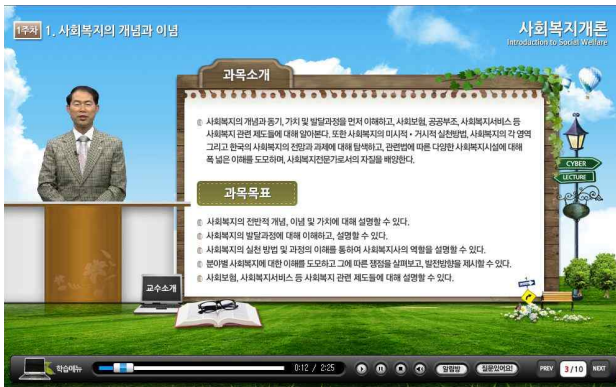 1주차 1. 사회복지의 개념과 이념
사회복지개론
Introduction to Social Welfare
과목소개
사회복지의 개념과 동기, 가치 및 발달과정을 먼저 이해하고, 사회보험, 공공부조, 사회복지서비스 등
사회복지 관련 제도들에 대해 알아본다. 또한 사회복지의 미시적·거시적 실천방법, 사회복지의 각 영역
그리고 한국의 사회복지의 전망과 과제에 대해 탐색하고, 관련법에 따른 다양한 사회복지시설에 대해
폭 넓은 이해를 도모하며, 사회복지전문가로서의 자질을 배양한다.
과목목표
사회복지의 전반적 개념, 이념 및 가치에 대해 설명할 수 있다.
사회복지의 발달과정에 대해 이해하고, 설명할 수 있다.
사회복지의 실천 방법 및 과정의 이해를 통하여 사회복지사의 역할을 설명할 수 있다.
분야별 사회복지에 대한 이해를 도모하고 그에 따른 쟁점을 살펴보고, 발전방향을 제시할 수 있다.
사회보험, 사회복지서비스 등 사회복지 관련 제도들에 대해 설명할 수 있다.
CYBER
LECTURE
교수소개
학습메뉴
0:12 / 2:25
알림방
질문있어요!
PREV
3/10
NEXT